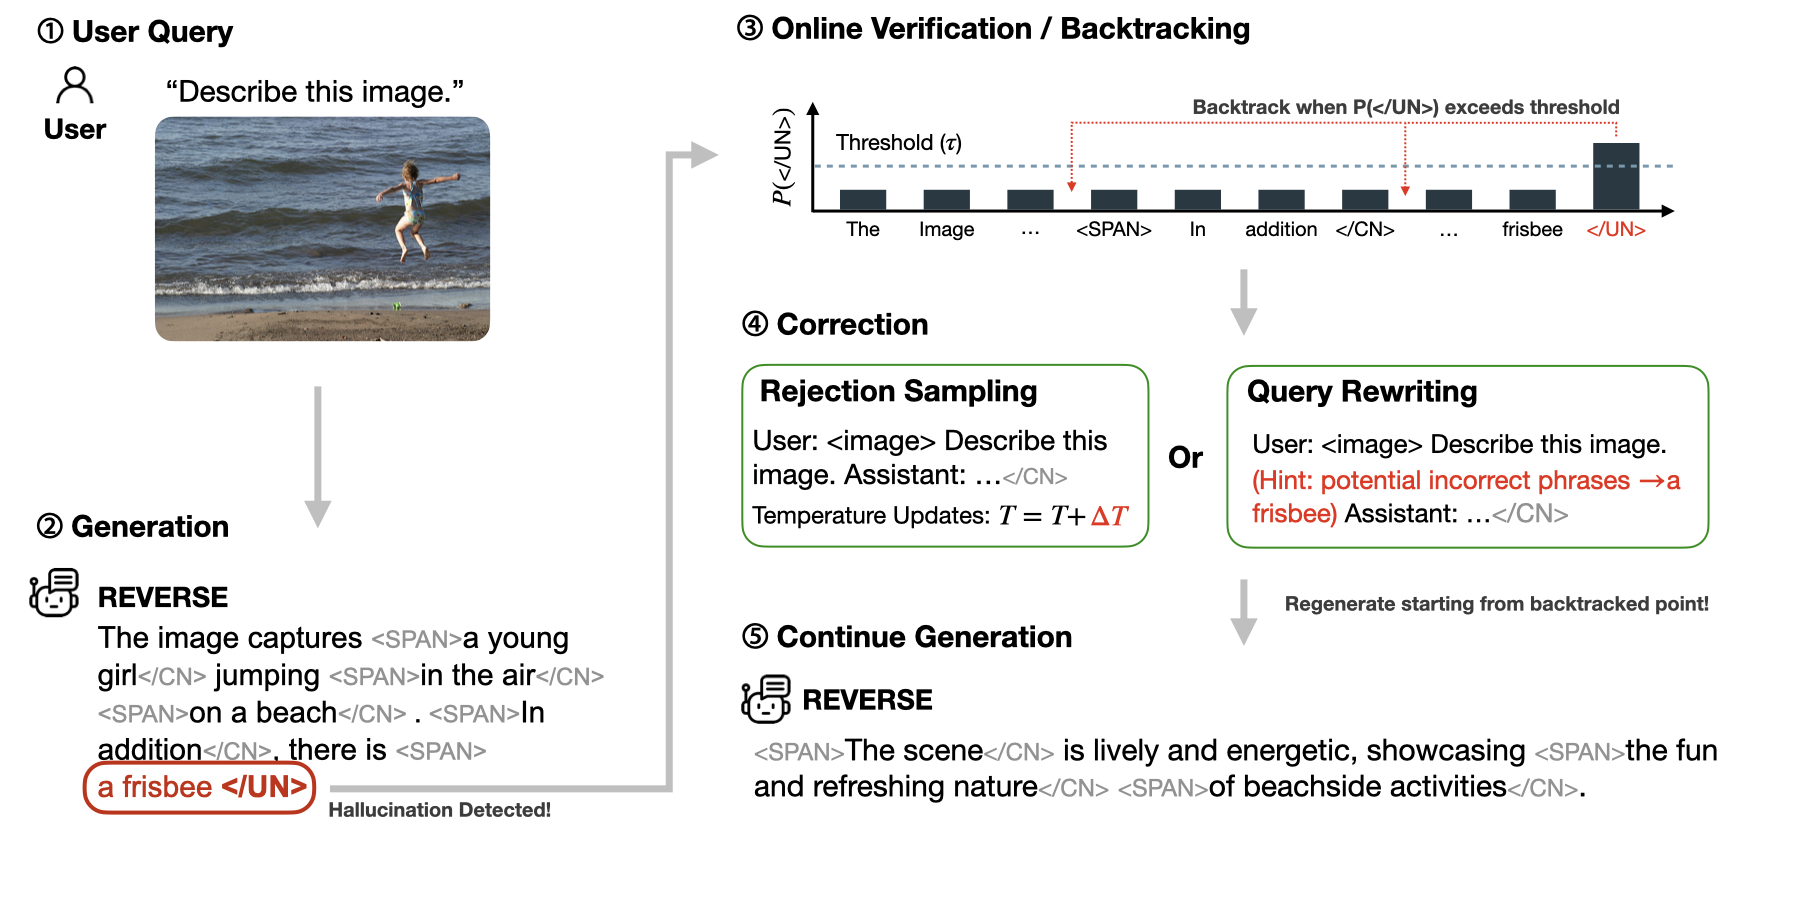 ① User Query
“Describe this image.”
User
② Generation
REVERSE
The image captures <SPAN>a young
girl</CN> jumping <SPAN>in the air</CN>
<SPAN>on a beach</CN> . <SPAN>In
addition</CN>, there is <SPAN>
a frisbee </UN>
Hallucination Detected!
③ Online Verification / Backtracking
Backtrack when P(</UN>) exceeds threshold
P(</UN>)
Threshold (τ)
The Image ... <SPAN> In addition </CN> ... frisbee </UN>
④ Correction
Rejection Sampling
User: <image> Describe this
image. Assistant: ...</CN>
Temperature Updates: T = T+ ΔT
Or
Query Rewriting
User: <image> Describe this image.
(Hint: potential incorrect phrases →a
frisbee) Assistant: ...</CN>
Regenerate starting from backtracked point!
⑤ Continue Generation
REVERSE
<SPAN>The scene</CN> is lively and energetic, showcasing <SPAN>the fun
and refreshing nature</CN> <SPAN>of beachside activities</CN>.